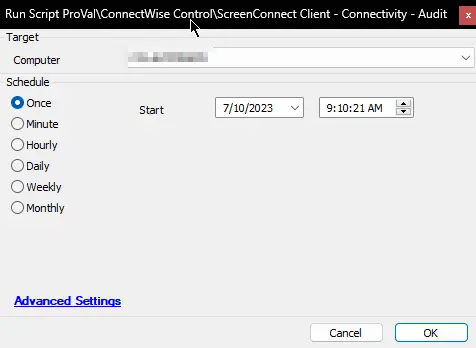 Run Script ProVal\ConnectWise Control\ScreenConnect Client - Connectivity - Audit x
Target
Computer
Schedule
Once Start 7/10/2023 9:10:21 AM
Minute
Hourly
Daily
Weekly
Monthly
Advanced Settings
Cancel OK